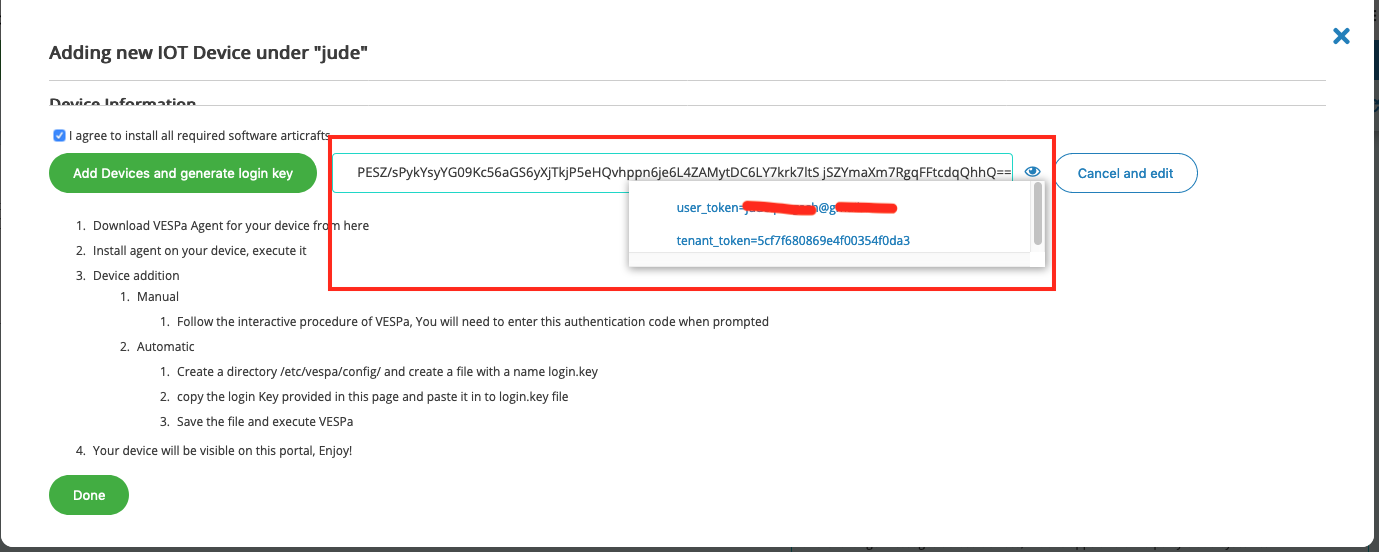 Adding new IOT Device under "jude"
Device Information
I agree to install all required software articrafts
Add Devices and generate login key
PESZ/sPykYsyYG09Kc56aGS6yXjTkjP5eHQvhppn6je6L4ZAMytDC6LY7krk7ltS jSZYmaXm7RgqFFtcdqQhhQ==
Cancel and edit
user_token=
tenant_token=5cf7f680869e4f00354f0da3
1. Download VESPa Agent for your device from here
2. Install agent on your device, execute it
3. Device addition
1. Manual
1. Follow the interactive procedure of VESPa, You will need to enter this authentication code when prompted
2. Automatic
1. Create a directory /etc/vespa/config/ and create a file with a name login.key
2. copy the login Key provided in this page and paste it in to login.key file
3. Save the file and execute VESPa
4. Your device will be visible on this portal, Enjoy!
Done